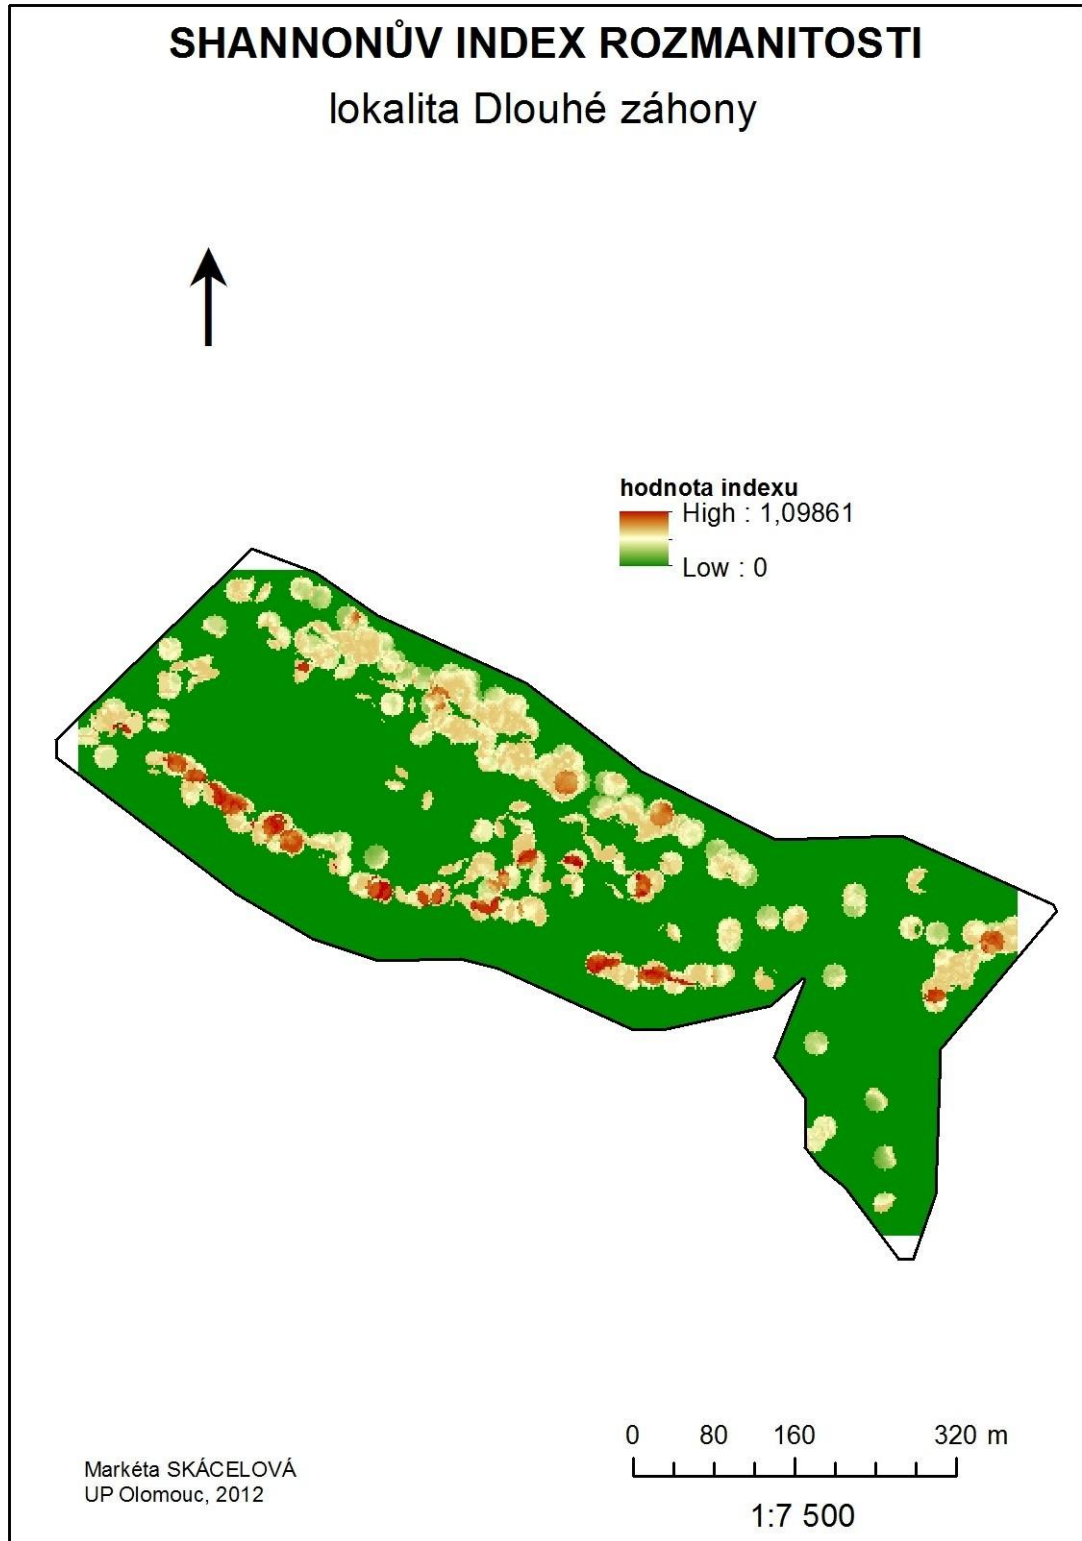 SHANNONŮV INDEX ROZMANITOSTI
lokalita Dlouhé záhony
hodnota indexu
High : 1,09861
Low : 0
0 80 160 320 m
1:7 500
Markéta SKÁCELOVÁ
UP Olomouc, 2012